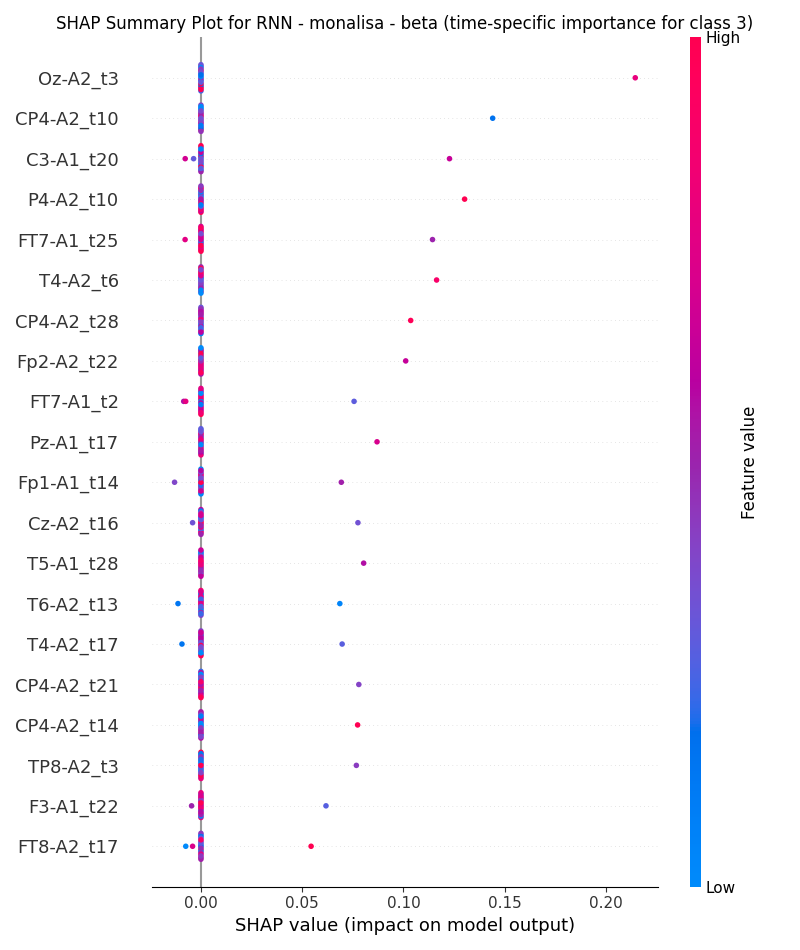 SHAP Summary Plot for RNN - monalisa - beta (time-specific importance for class 3)
High
Oz-A2_t3
CP4-A2_t10
C3-A1_t20
P4-A2_t10
FT7-A1_t25
T4-A2_t6
CP4-A2_t28
Fp2-A2_t22
FT7-A1_t2
Pz-A1_t17
Fp1-A1_t14
Cz-A2_t16
T5-A1_t28
T6-A2_t13
T4-A2_t17
CP4-A2_t21
CP4-A2_t14
TP8-A2_t3
F3-A1_t22
FT8-A2_t17
Feature value
Low
0.00 0.05 0.10 0.15 0.20
SHAP value (impact on model output)